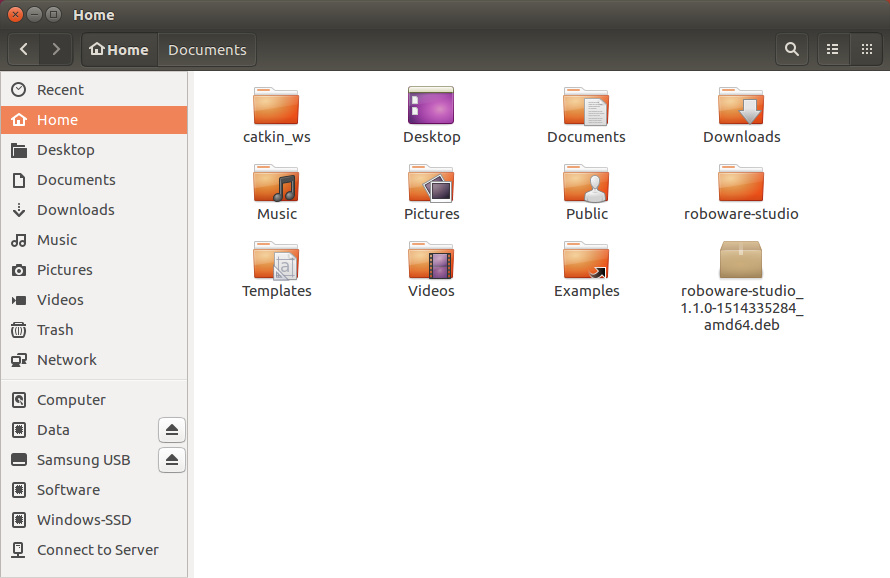 Home
Home
Documents
Recent
Home
Desktop
Documents
Downloads
Music
Pictures
Videos
Trash
Network
Computer
Data
Samsung USB
Software
Windows-SSD
Connect to Server
catkin_ws
Desktop
Documents
Downloads
Music
Pictures
Public
roboware-studio
Templates
Videos
Examples
roboware-studio_
1.1.0-1514335284_
amd64.deb